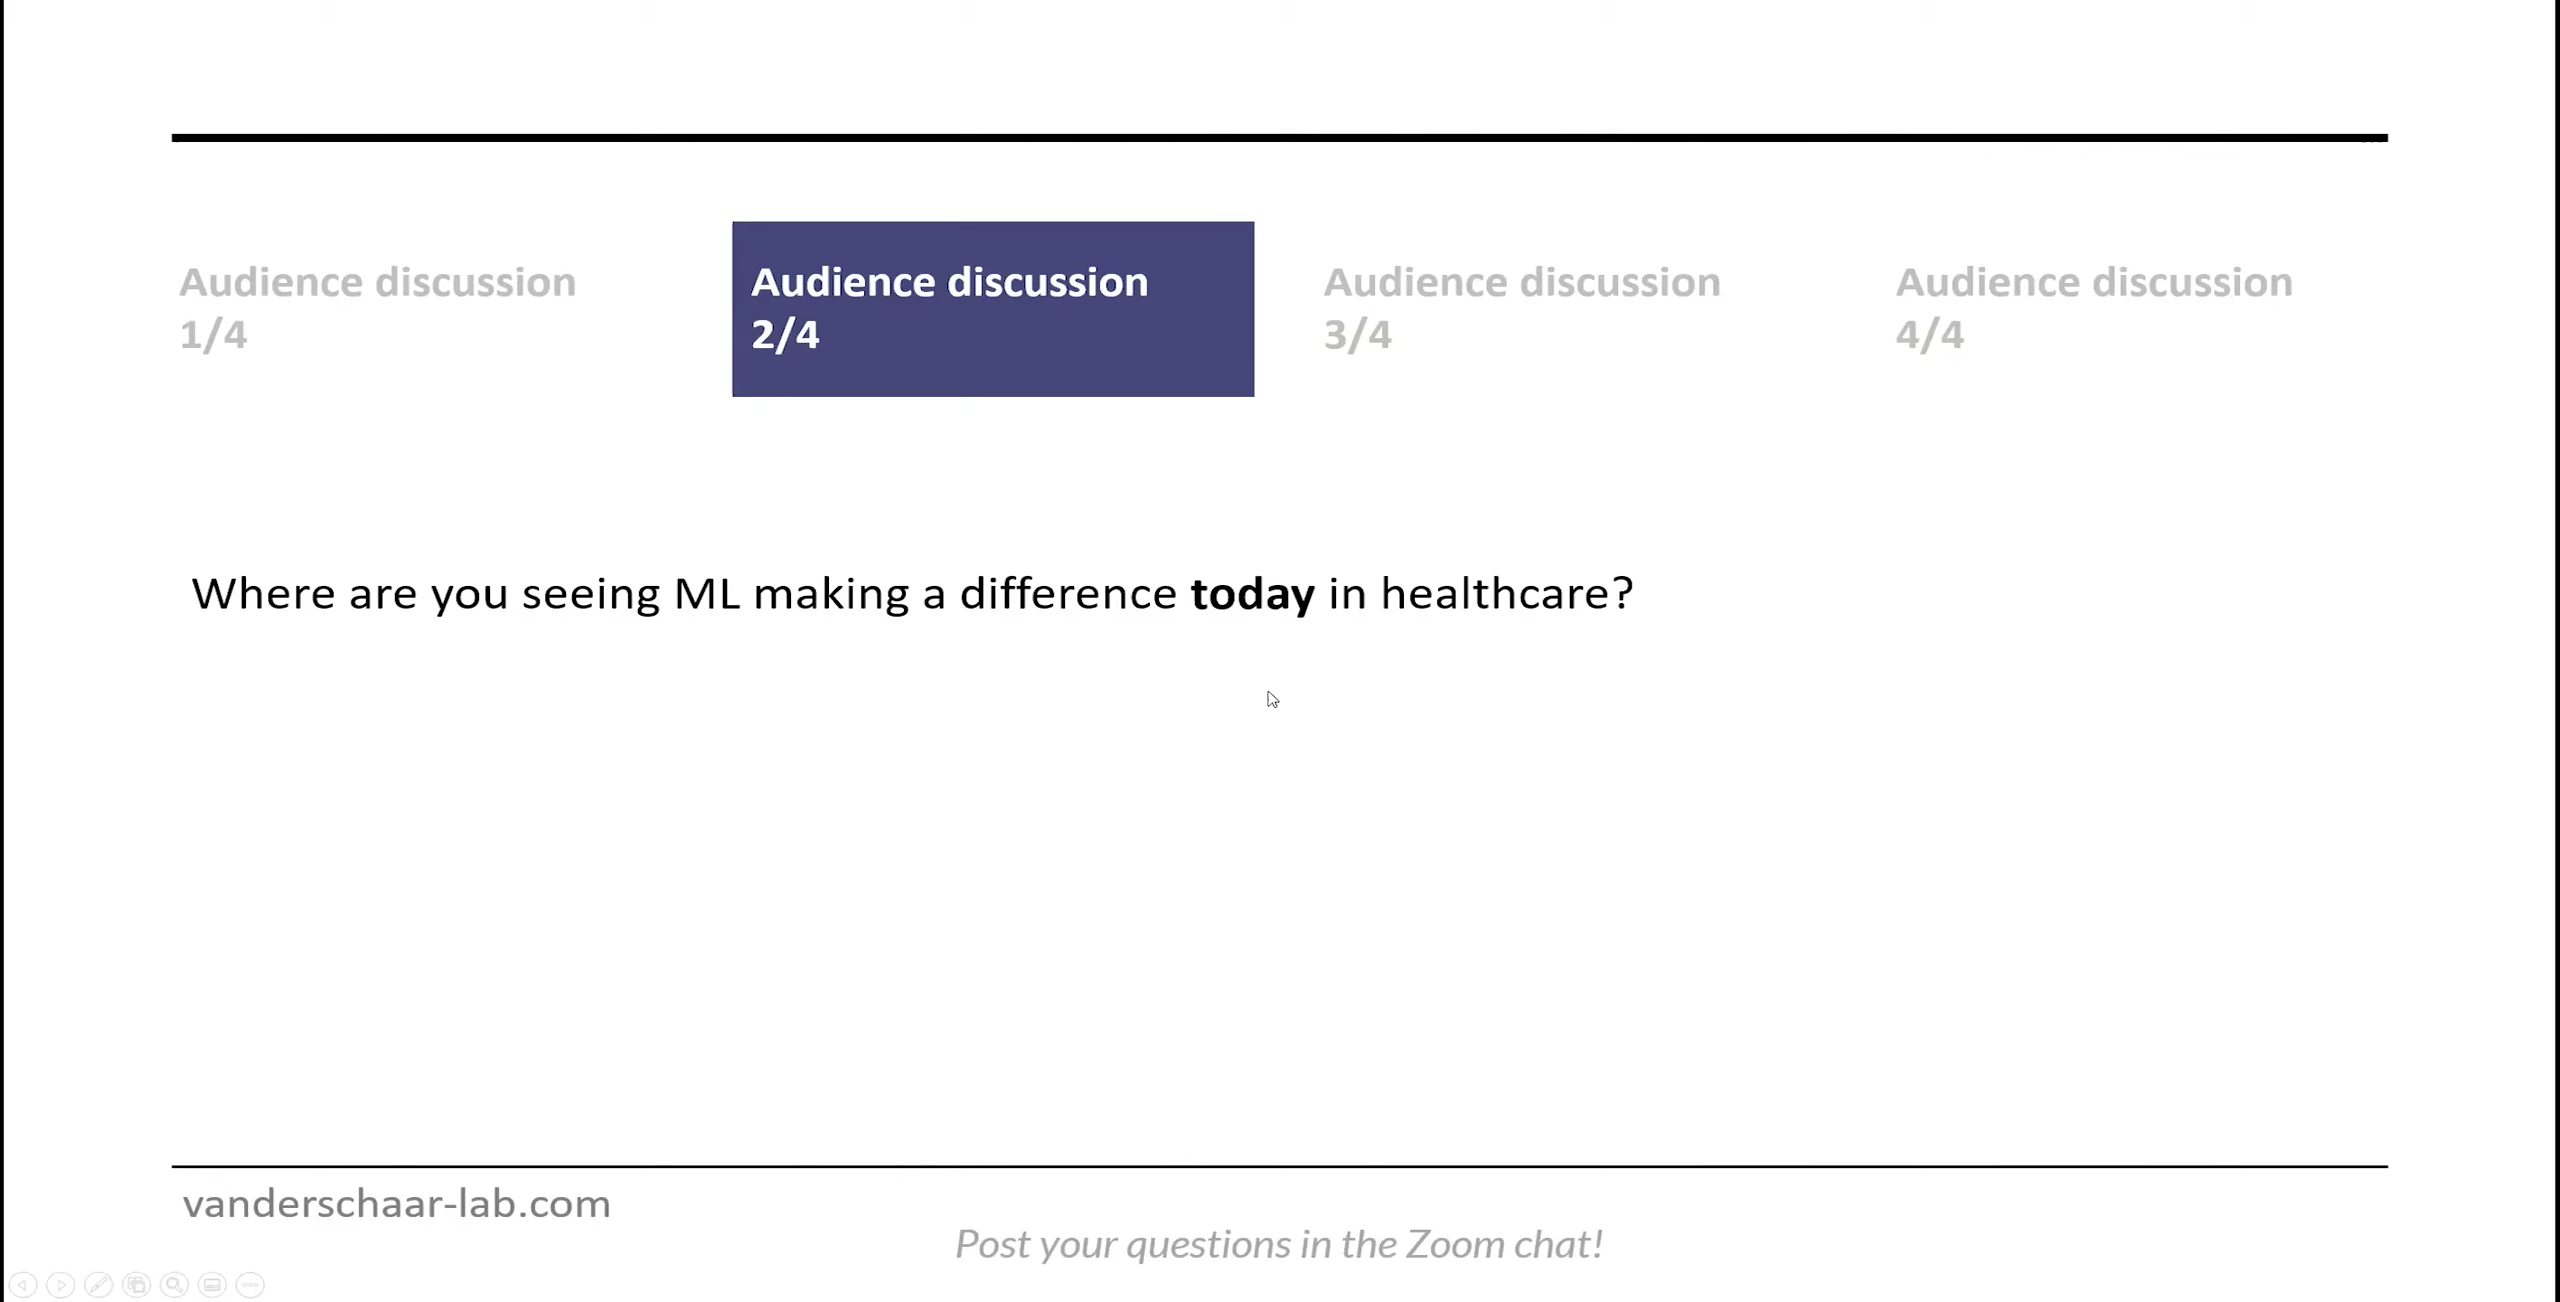 Audience discussion
1/4
Audience discussion
2/4
Audience discussion
3/4
Audience discussion
4/4
Where are you seeing ML making a difference today in healthcare?
vanderschaar-lab.com
Post your questions in the Zoom chat!